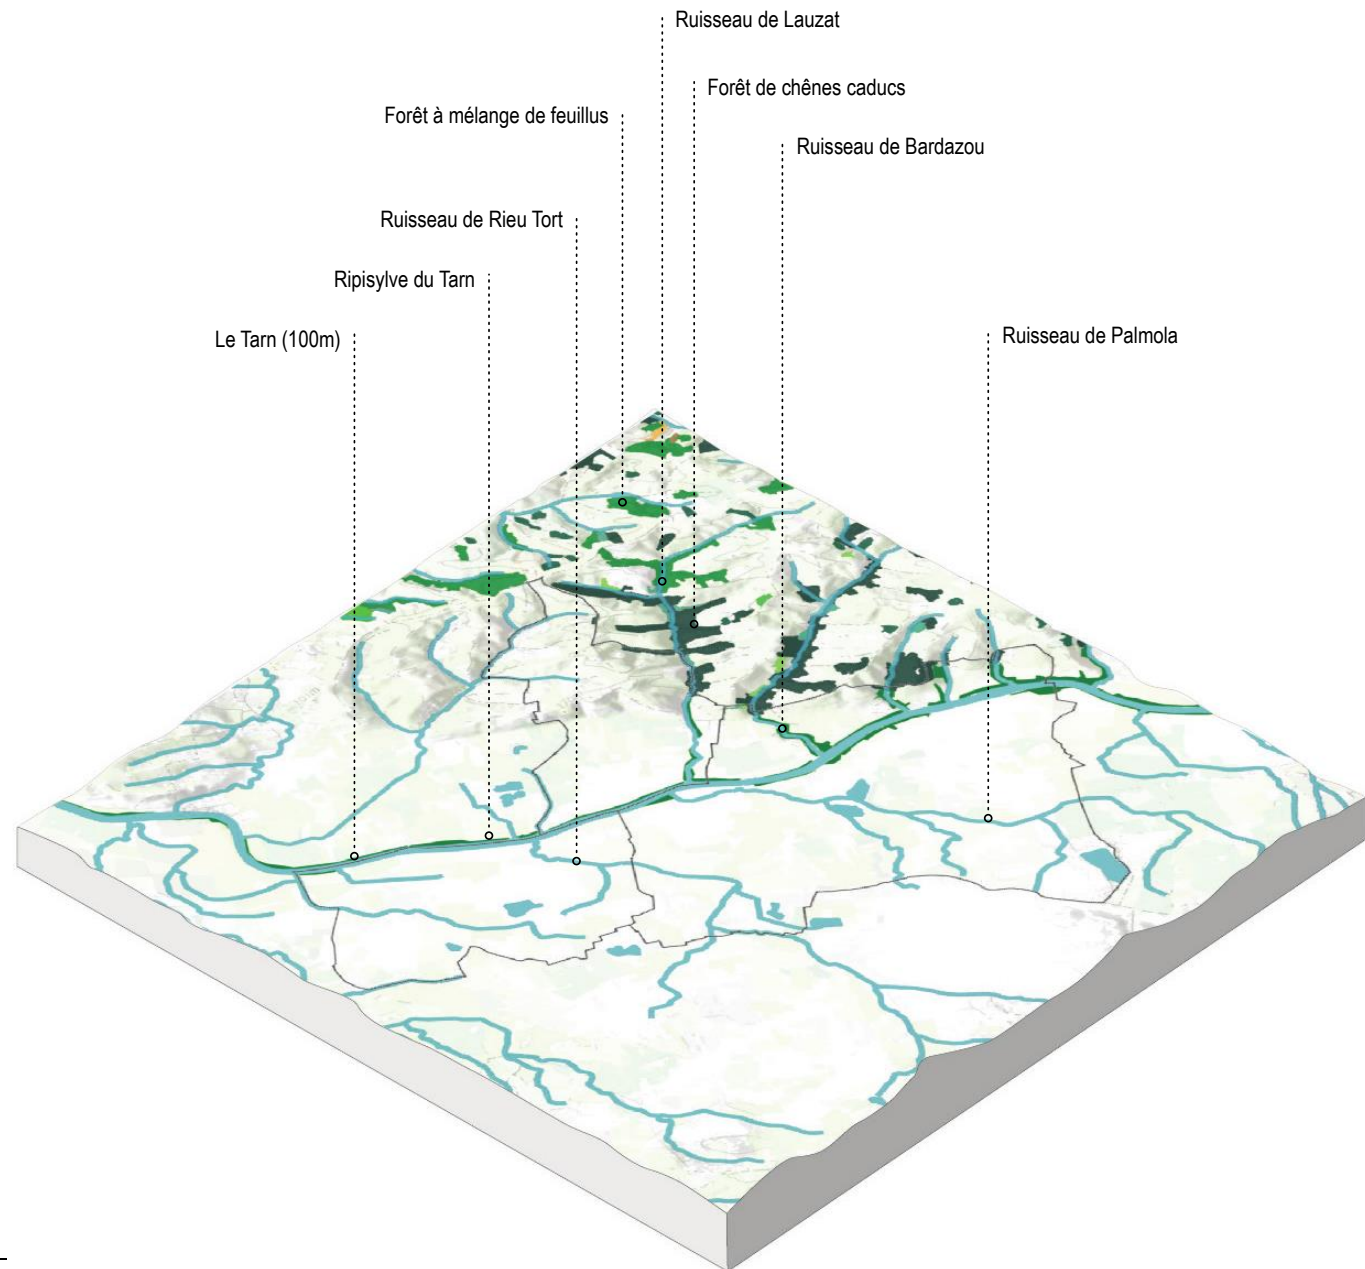 Ruisseau de Lauzat
Forêt de chênes caducs
Forêt à mélange de feuillus
Ruisseau de Bardazou
Ruisseau de Rieu Tort
Ripisylve du Tarn
Le Tarn (100m)
Ruisseau de Palmola